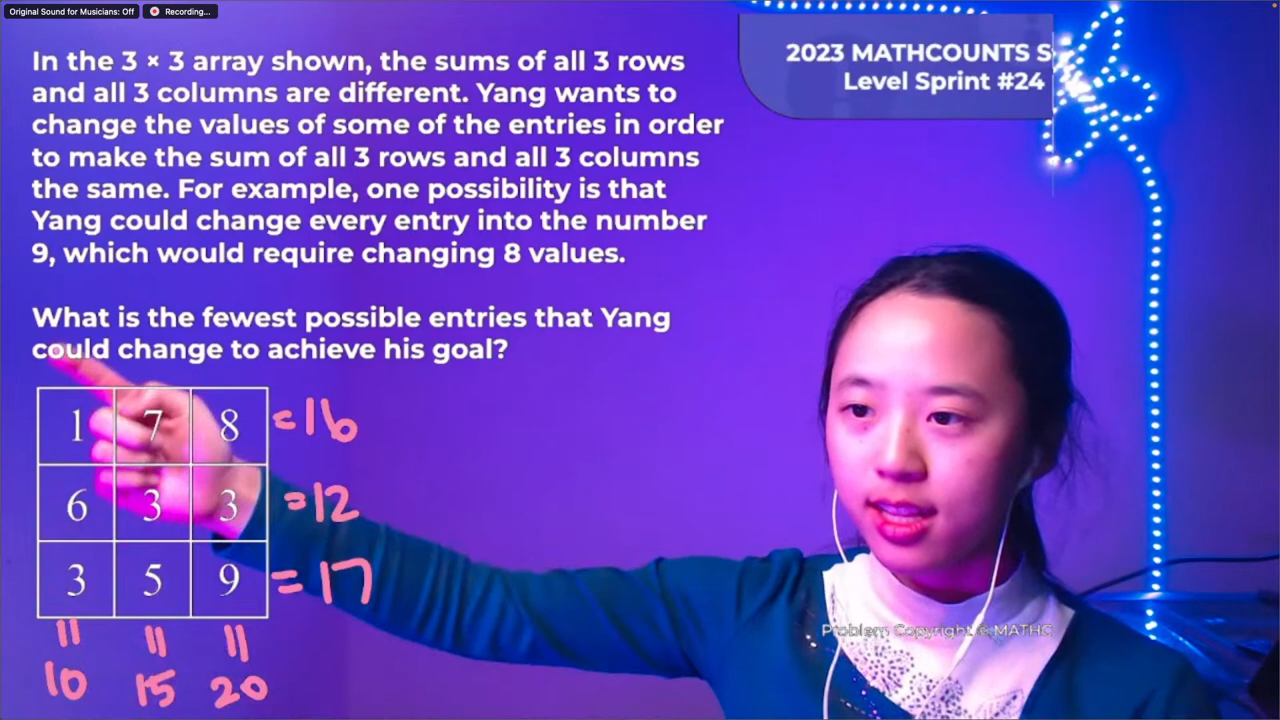 Original Sound for Musicians: Off
Recording...
In the 3 × 3 array shown, the sums of all 3 rows
and all 3 columns are different. Yang wants to
change the values of some of the entries in order
to make the sum of all 3 rows and all 3 columns
the same. For example, one possibility is that
Yang could change every entry into the number
9, which would require changing 8 values.
What is the fewest possible entries that Yang
could change to achieve his goal?
2023 MATHCOUNTS S
Level Sprint #24
1 7 8 =16
6 3 3 =12
3 5 9 =17
11 11 11
10 15 20
Problem Copyright © MATHC